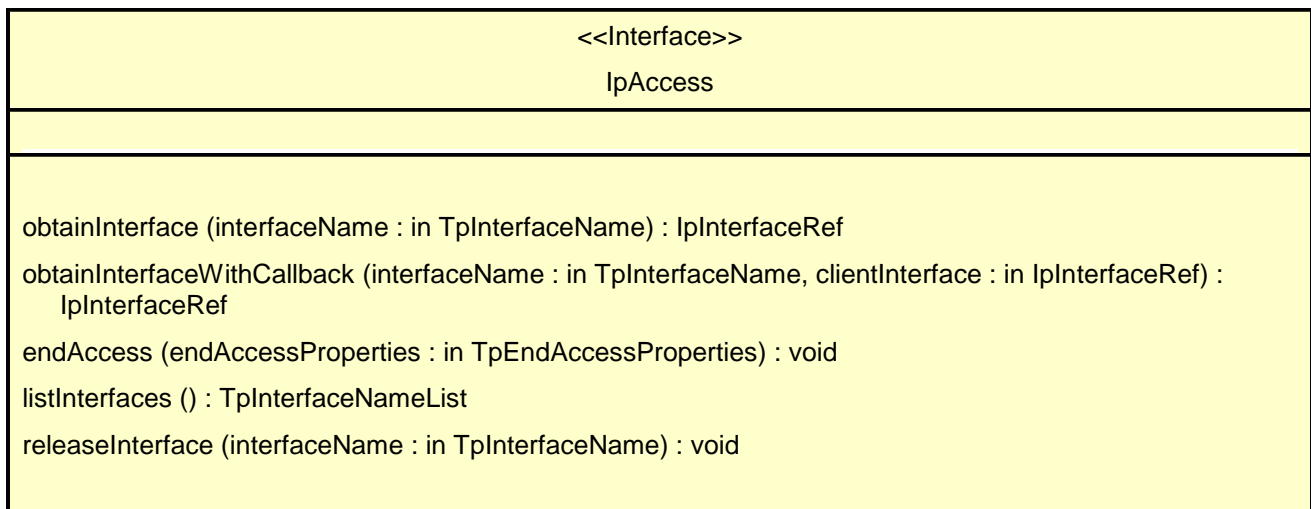 <<Interface>>
IpAccess
obtainInterface (interfaceName : in TpInterfaceName) : IpInterfaceRef
obtainInterfaceWithCallback (interfaceName : in TpInterfaceName, clientInterface : in IpInterfaceRef) :
IpInterfaceRef
endAccess (endAccessProperties : in TpEndAccessProperties) : void
listInterfaces () : TpInterfaceNameList
releaseInterface (interfaceName : in TpInterfaceName) : void